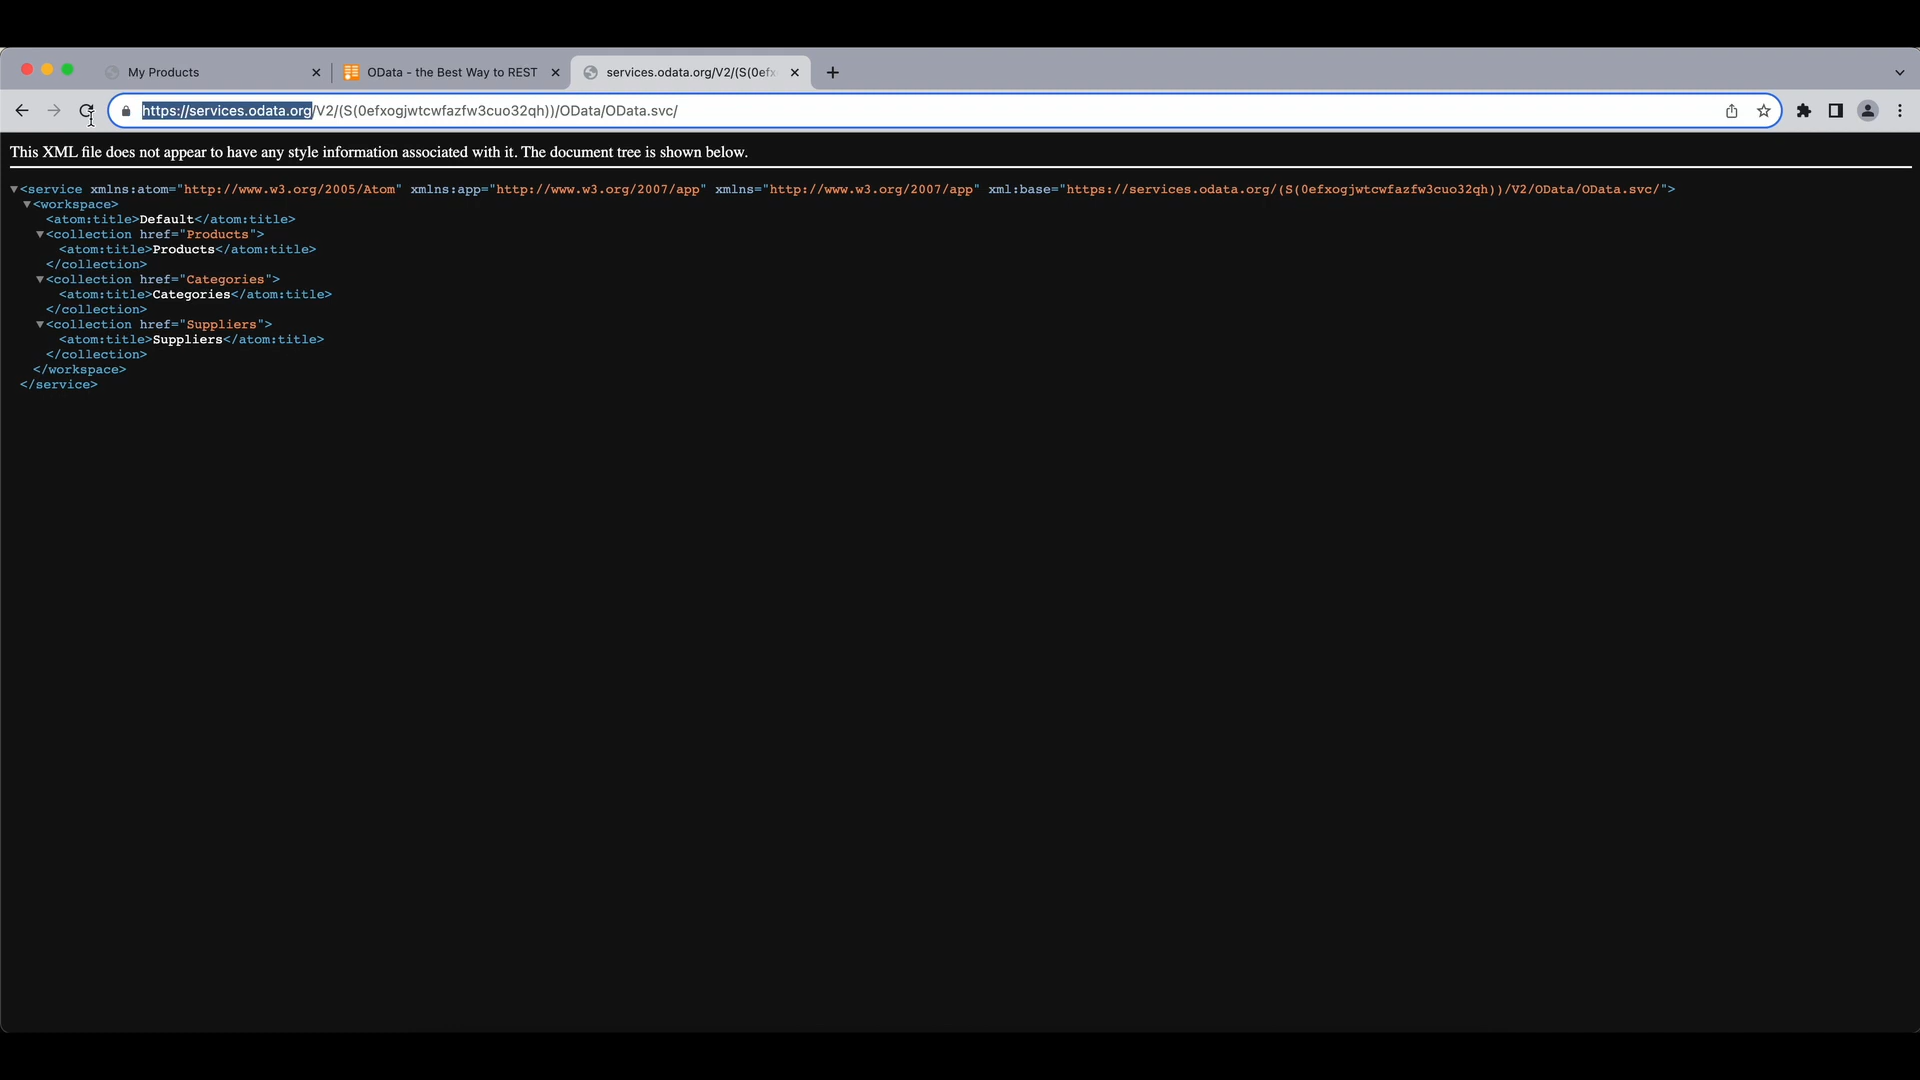 My Products
OData - the Best Way to REST
services.odata.org/V2/(S(0efx
https://services.odata.org/V2/(S(0efxogjwtcwfazfw3cuo32qh))/OData/OData.svc/
This XML file does not appear to have any style information associated with it. The document tree is shown below.
<service xmlns:atom="http://www.w3.org/2005/Atom" xmlns:app="http://www.w3.org/2007/app" xmlns="http://www.w3.org/2007/app" xml:base="https://services.odata.org/(S(0efxogjwtcwfazfw3cuo32qh))/V2/OData/OData.svc/">
<workspace>
<atom:title>Default</atom:title>
<collection href="Products">
<atom:title>Products</atom:title>
</collection>
<collection href="Categories">
<atom:title>Categories</atom:title>
</collection>
<collection href="Suppliers">
<atom:title>Suppliers</atom:title>
</collection>
</workspace>
</service>